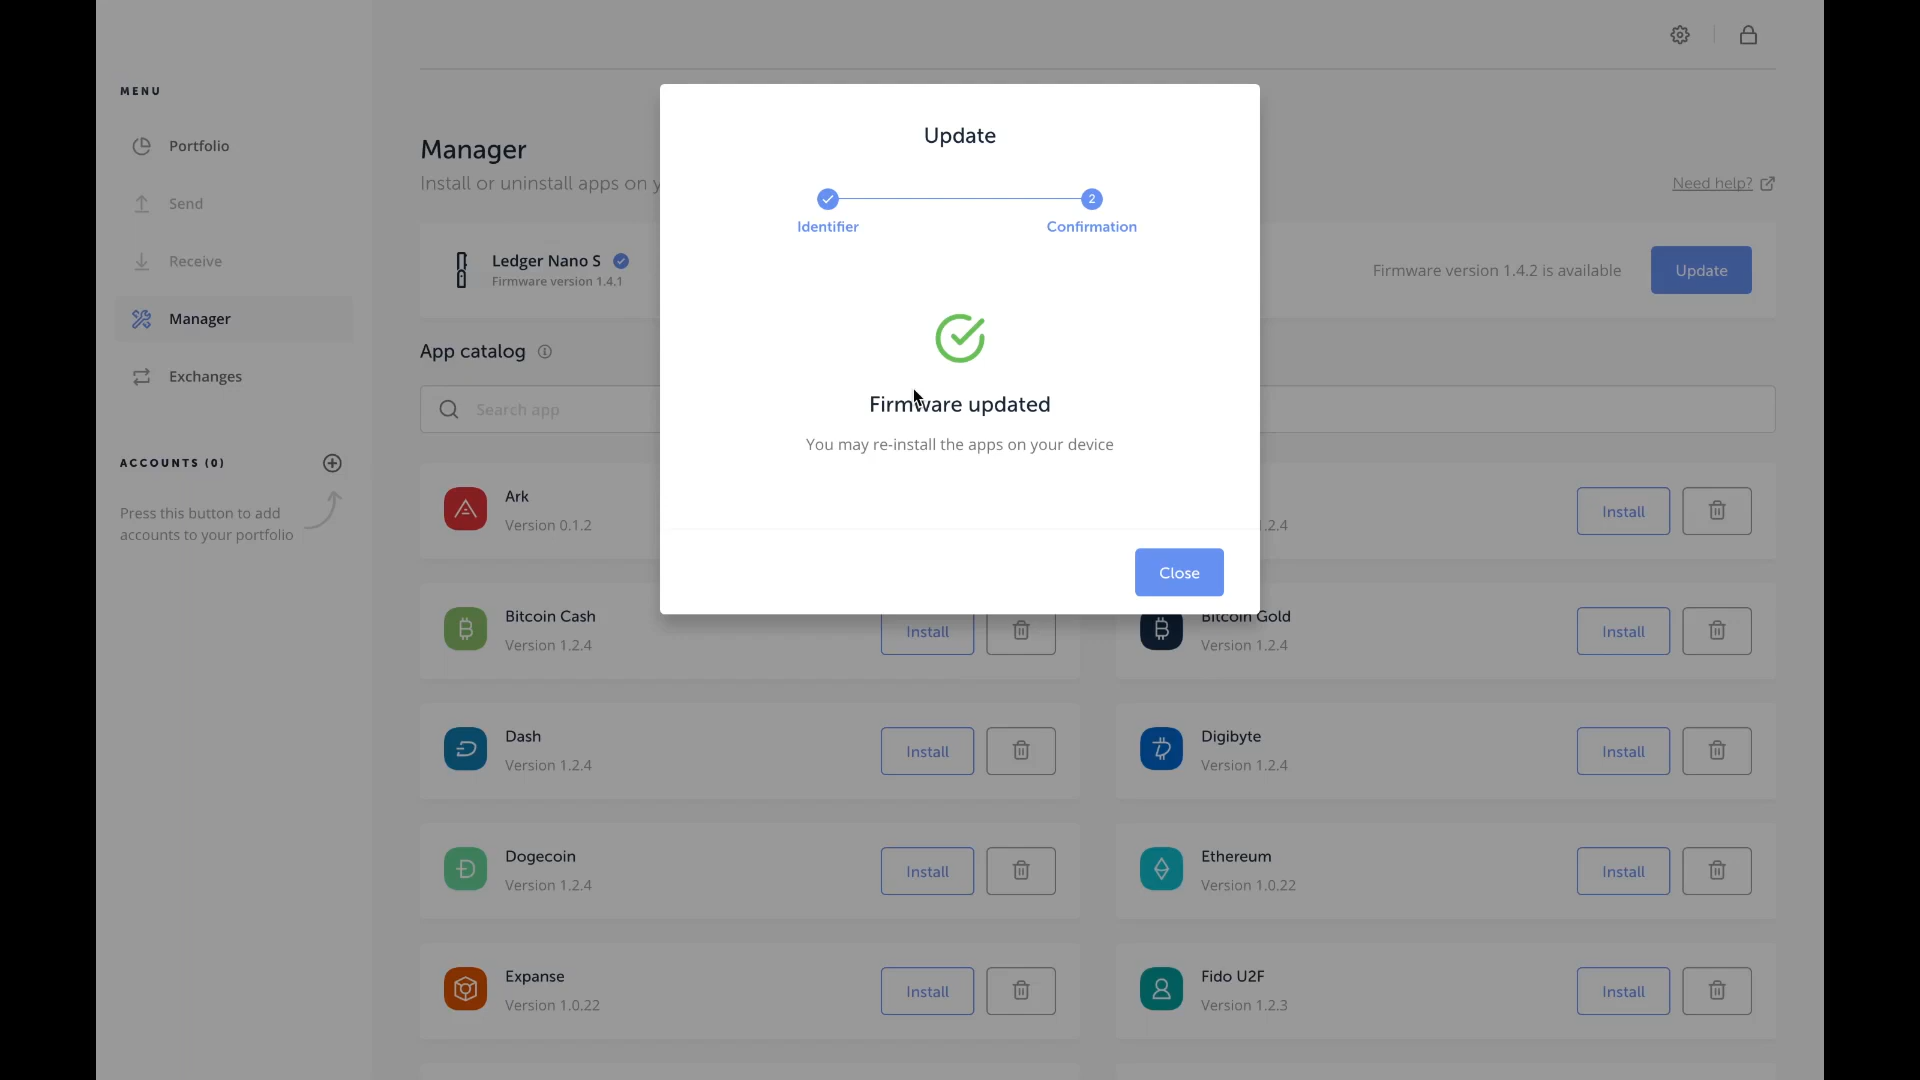 MENU
Portfolio
Send
Receive
Manager
Exchanges
ACCOUNTS (0)
Press this button to add
accounts to your portfolio
Manager
Install or uninstall apps on
Need help?
Ledger Nano S
Firmware version 1.4.1
Firmware version 1.4.2 is available
Update
App catalog
Search app
Update
2
Identifier
Confirmation
Firmware updated
You may re-install the apps on your device
Close
Ark
Version 0.1.2
.2.4
Install
Bitcoin Cash
Version 1.2.4
Install
Bitcoin Gold
Version 1.2.4
Install
Dash
Version 1.2.4
Install
Digibyte
Version 1.2.4
Install
Dogecoin
Version 1.2.4
Install
Ethereum
Version 1.0.22
Install
Expanse
Version 1.0.22
Install
Fido U2F
Version 1.2.3
Install